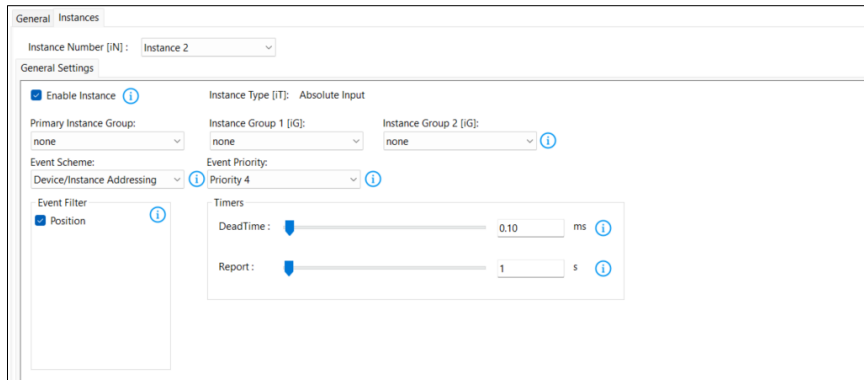 General Instances
Instance Number [iN] : Instance 2
General Settings
Enable Instance Instance Type [iT]: Absolute Input
Primary Instance Group: Instance Group 1 [iG]: Instance Group 2 [iG]:
none none none
Event Scheme: Event Priority:
Device/Instance Addressing Priority 4
Event Filter Timers
Position
DeadTime : 0.10 ms
Report : 1 s